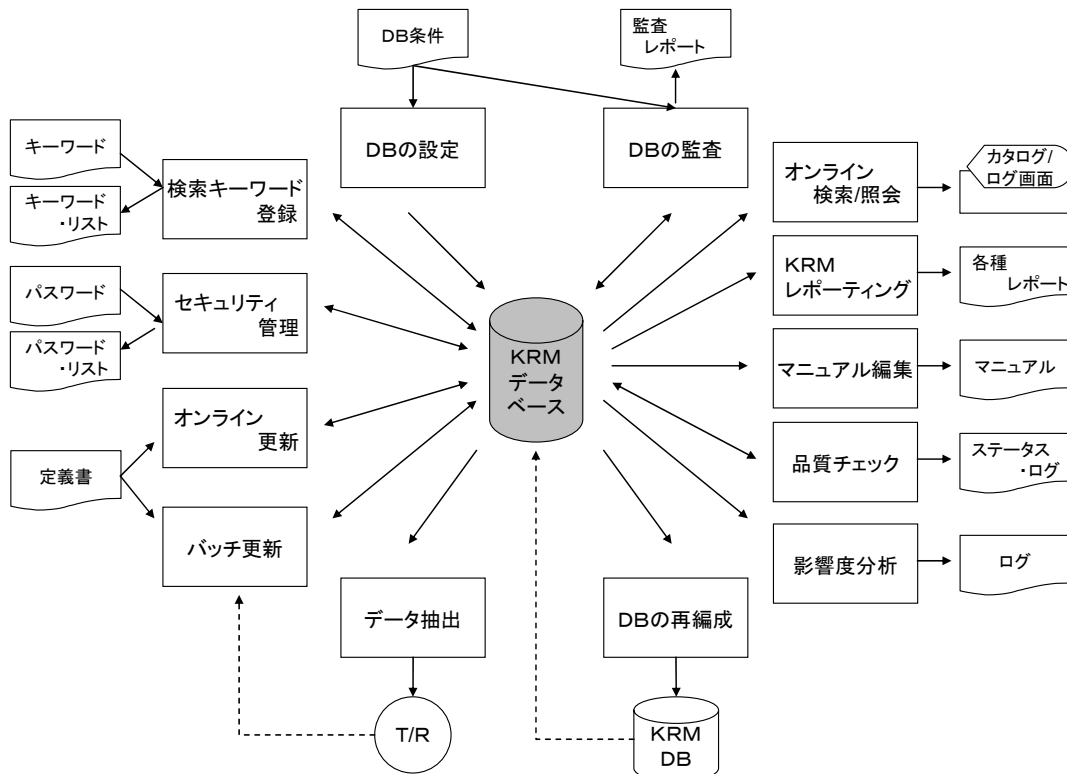 DB条件
監査
レポート
DBの設定
DBの監査
キーワード
キーワード
・リスト
検索キーワード
登録
オンライン
検索/照会
カタログ/
ログ画面
パスワード
パスワード
・リスト
セキュリティ
管理
KRM
データ
ベース
KRM
レポーティング
各種
レポート
マニュアル編集
マニュアル
定義書
オンライン
更新
品質チェック
ステータス
・ログ
バッチ更新
影響度分析
ログ
データ抽出
DBの再編成
T/R
KRM
DB